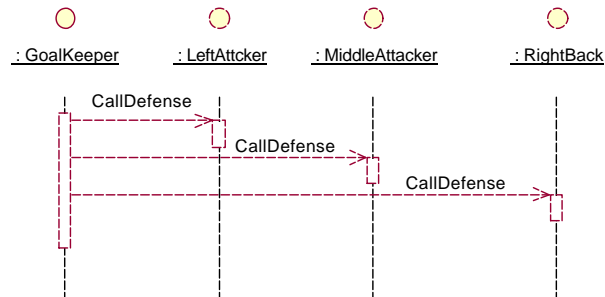 : GoalKeeper : LeftAttcker : MiddleAttacker : RightBack
CallDefense
CallDefense
CallDefense